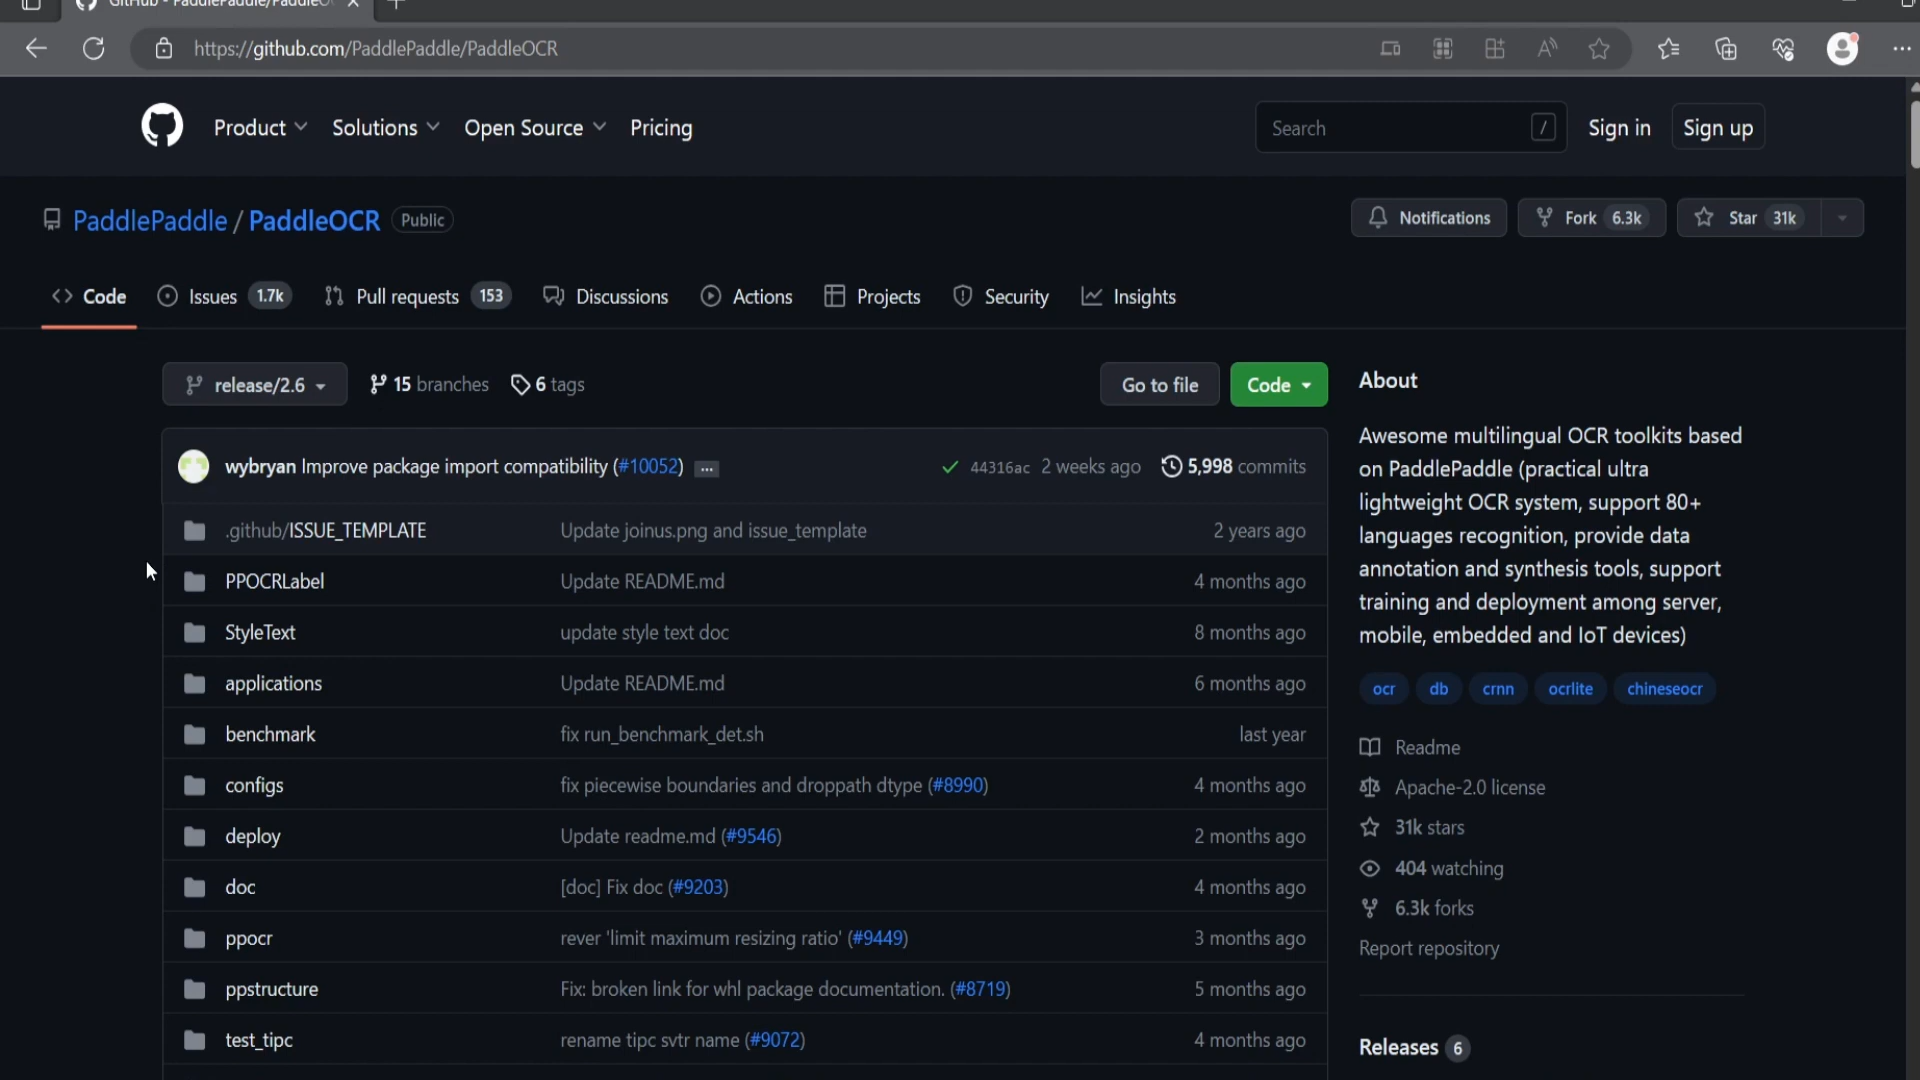 GitHub - PaddlePaddle/PaddleO
https://github.com/PaddlePaddle/PaddleOCR
Product Solutions Open Source Pricing
Search /
Sign in Sign up
PaddlePaddle / PaddleOCR Public
Notifications Fork 6.3k Star 31k
Code Issues 1.7k Pull requests 153 Discussions Actions Projects Security Insights
release/2.6 15 branches 6 tags Go to file Code
wybryan Improve package import compatibility (#10052) ... 44316ac 2 weeks ago 5,998 commits
.github/ISSUE_TEMPLATE Update joinus.png and issue_template 2 years ago
PPOCRLabel Update README.md 4 months ago
StyleText update style text doc 8 months ago
applications Update README.md 6 months ago
benchmark fix run_benchmark_det.sh last year
configs fix piecewise boundaries and droppath dtype (#8990) 4 months ago
deploy Update readme.md (#9546) 2 months ago
doc [doc] Fix doc (#9203) 4 months ago
ppocr rever 'limit maximum resizing ratio' (#9449) 3 months ago
ppstructure Fix: broken link for whl package documentation. (#8719) 5 months ago
test_tipc rename tipc svtr name (#9072) 4 months ago
About
Awesome multilingual OCR toolkits based
on PaddlePaddle (practical ultra
lightweight OCR system, support 80+
languages recognition, provide data
annotation and synthesis tools, support
training and deployment among server,
mobile, embedded and IoT devices)
ocr db crnn ocrlite chineseocr
Readme
Apache-2.0 license
31k stars
404 watching
6.3k forks
Report repository
Releases 6